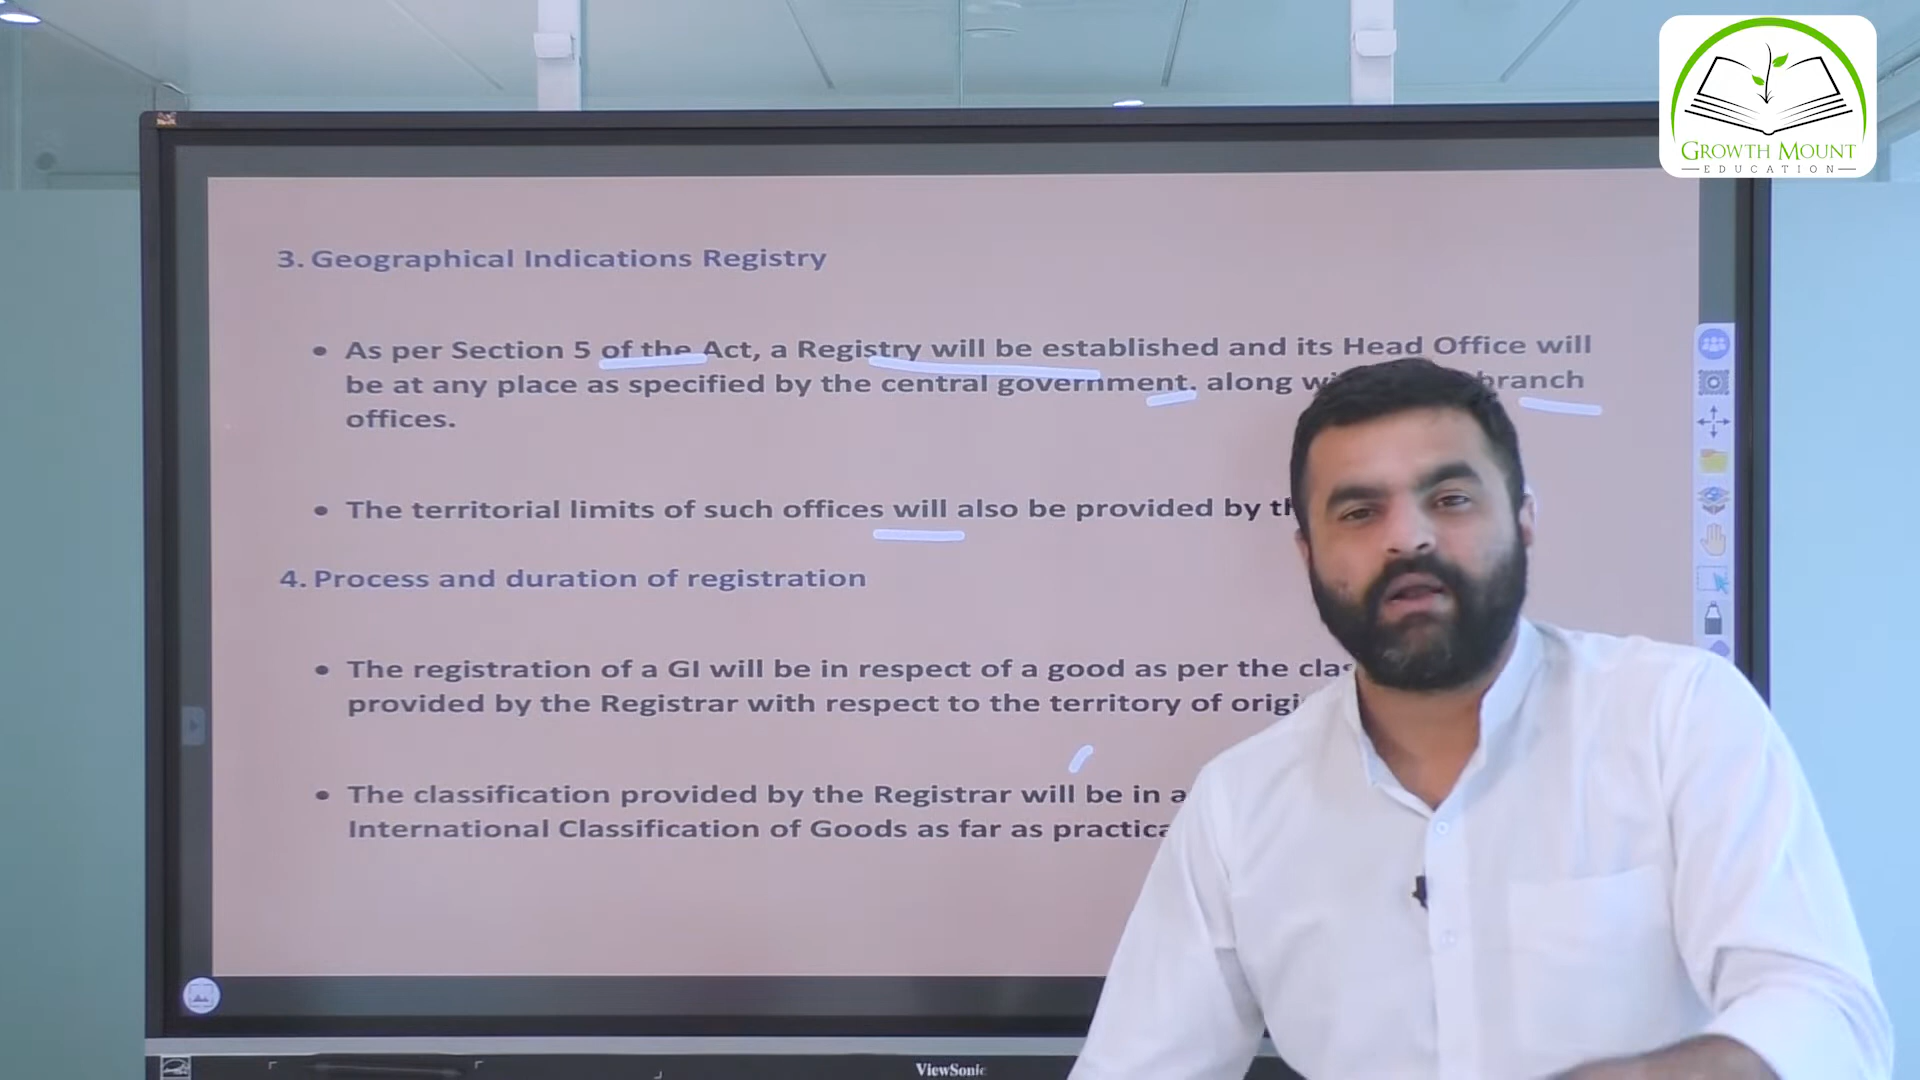 GROWTH MOUNT
EDUCATION
3. Geographical Indications Registry
• As per Section 5 of the Act, a Registry will be established and its Head Office will
be at any place as specified by the central government. along branch
offices.
• The territorial limits of such offices will also be provided by
4. Process and duration of registration
• The registration of a GI will be in respect of a good as per the
provided by the Registrar with respect to the territory of
• The classification provided by the Registrar will be in
International Classification of Goods as far as
ViewSonic